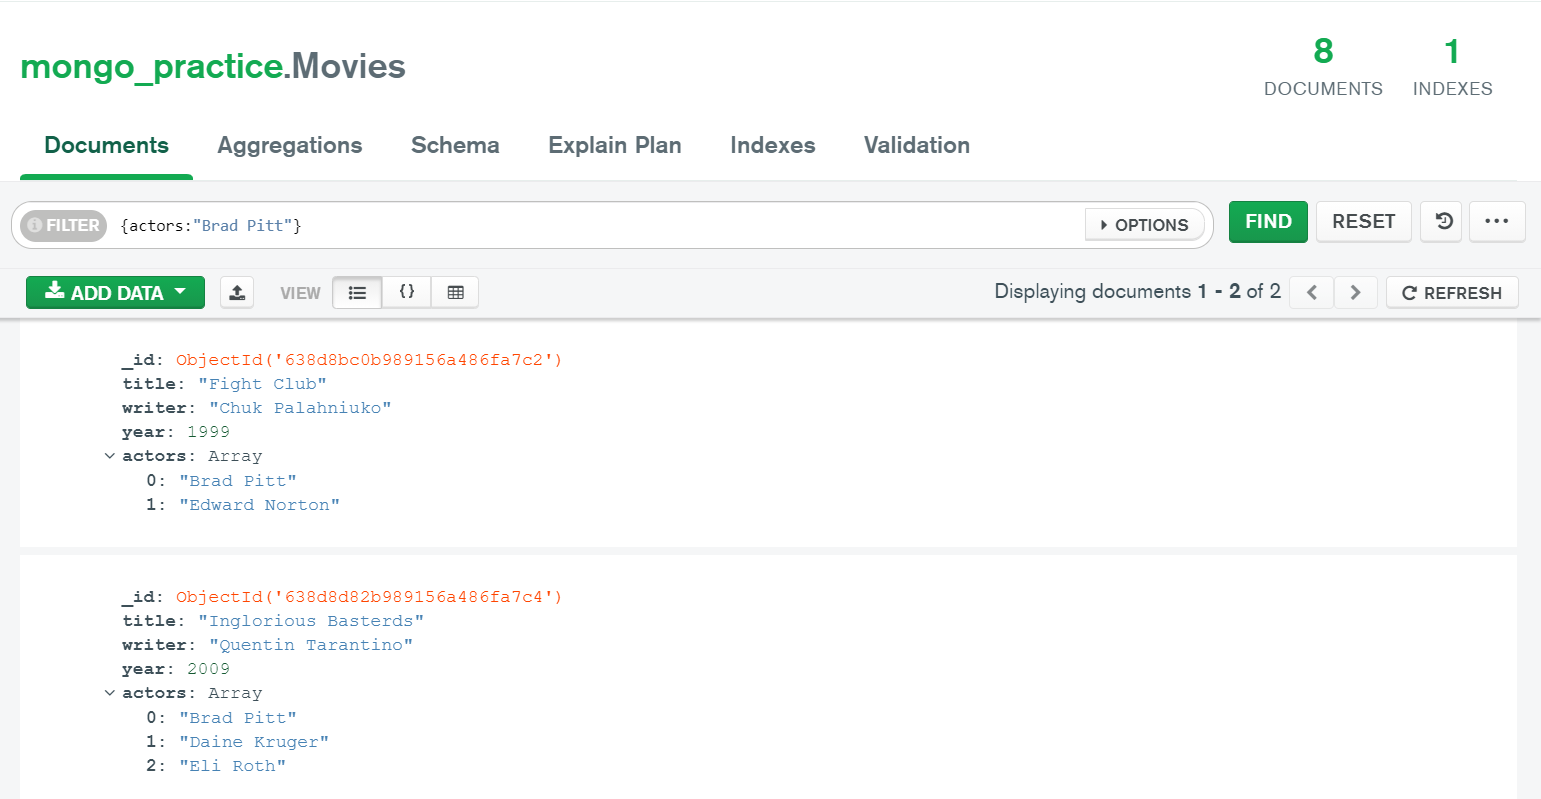 mongo_practice.Movies
8 DOCUMENTS
1 INDEXES
Documents Aggregations Schema Explain Plan Indexes Validation
FILTER {actors:"Brad Pitt"} OPTIONS FIND RESET ...
ADD DATA VIEW {} Displaying documents 1 - 2 of 2 REFRESH
_id: ObjectId('638d8bc0b989156a486fa7c2')
title: "Fight Club"
writer: "Chuk Palahniuko"
year: 1999
actors: Array
0: "Brad Pitt"
1: "Edward Norton"
_id: ObjectId('638d8d82b989156a486fa7c4')
title: "Inglorious Basterds"
writer: "Quentin Tarantino"
year: 2009
actors: Array
0: "Brad Pitt"
1: "Daine Kruger"
2: "Eli Roth"